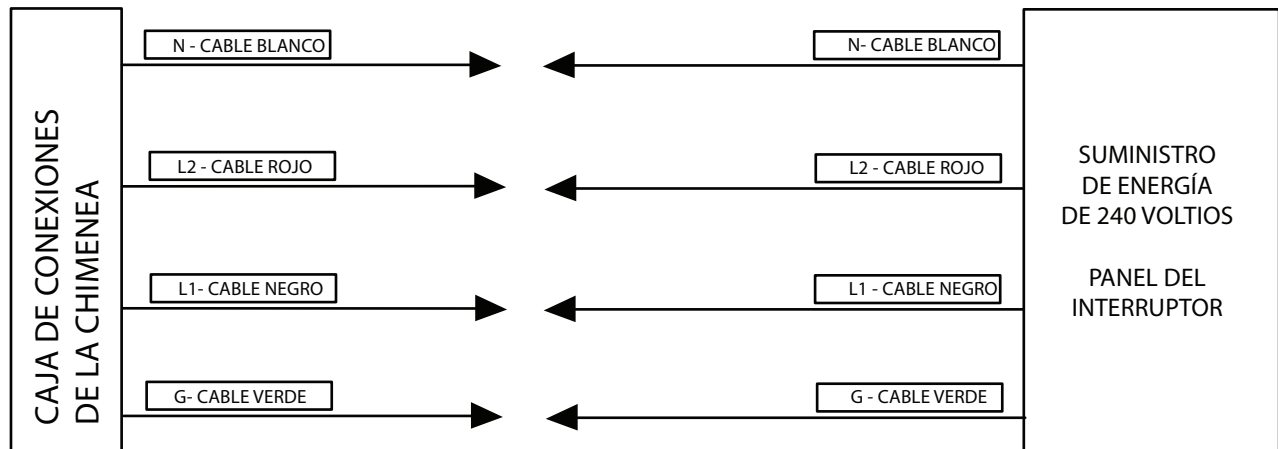 CAJA DE CONEXIONES
DE LA CHIMENEA
N - CABLE BLANCO
L2 - CABLE ROJO
L1- CABLE NEGRO
G- CABLE VERDE
N- CABLE BLANCO
L2 - CABLE ROJO
L1 - CABLE NEGRO
G - CABLE VERDE
SUMINISTRO
DE ENERGÍA
DE 240 VOLTIOS
PANEL DEL
INTERRUPTOR